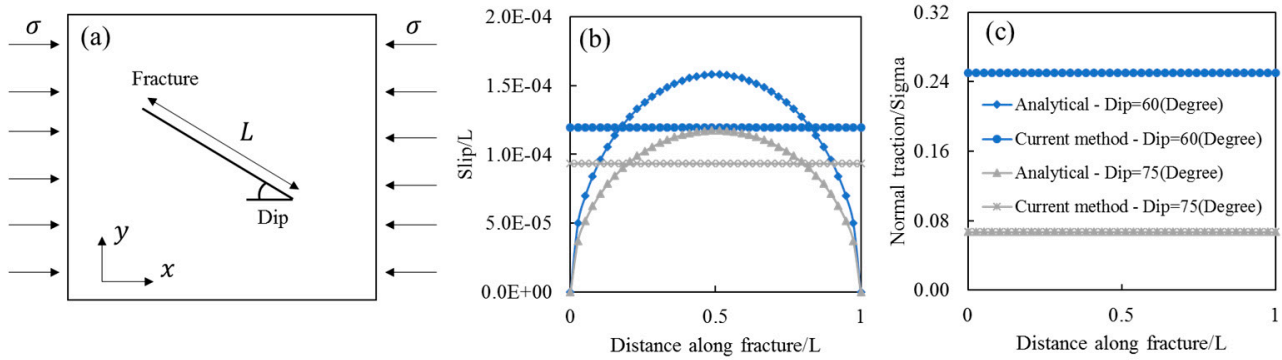 (a)
σ
σ
Fracture
L
Dip
y
x
(b)
Slip/L
2.0E-04
1.5E-04
1.0E-04
5.0E-05
0.0E+00
0
0.5
1
Distance along fracture/L
(c)
Normal traction/Sigma
0.32
0.24
0.16
0.08
0.00
Analytical - Dip=60(Degree)
Current method - Dip=60(Degree)
Analytical - Dip=75(Degree)
Current method - Dip=75(Degree)
0
0.5
1
Distance along fracture/L